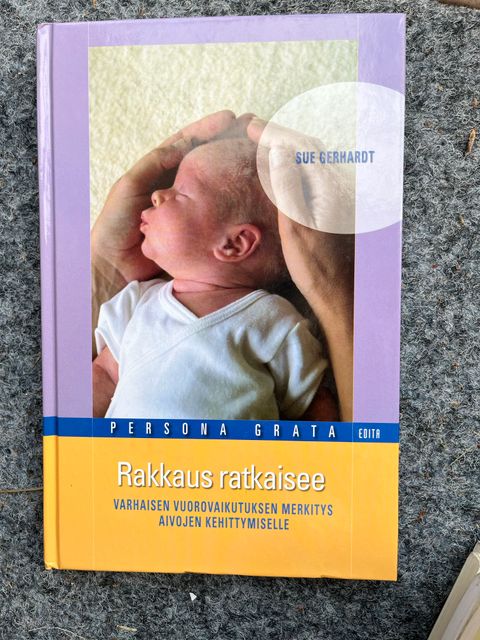 SUE GERHARDT
PERSONA GRATA EDITA
Rakkaus ratkaisee
VARHAISEN VUOROVAIKUTUKSEN MERKITYS
AIVOJEN KEHITTYMISELLE